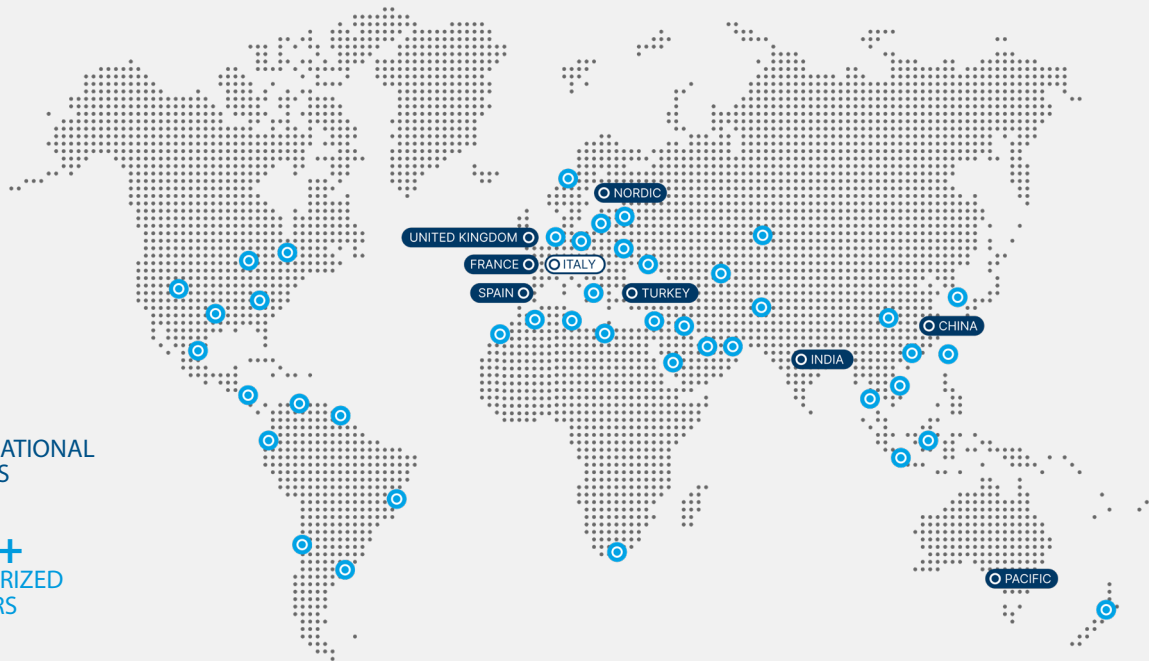 NORDIC
UNITED KINGDOM
FRANCE
ITALY
SPAIN
TURKEY
CHINA
INDIA
ATIONAL
S
+
RIZED
RS
PACIFIC